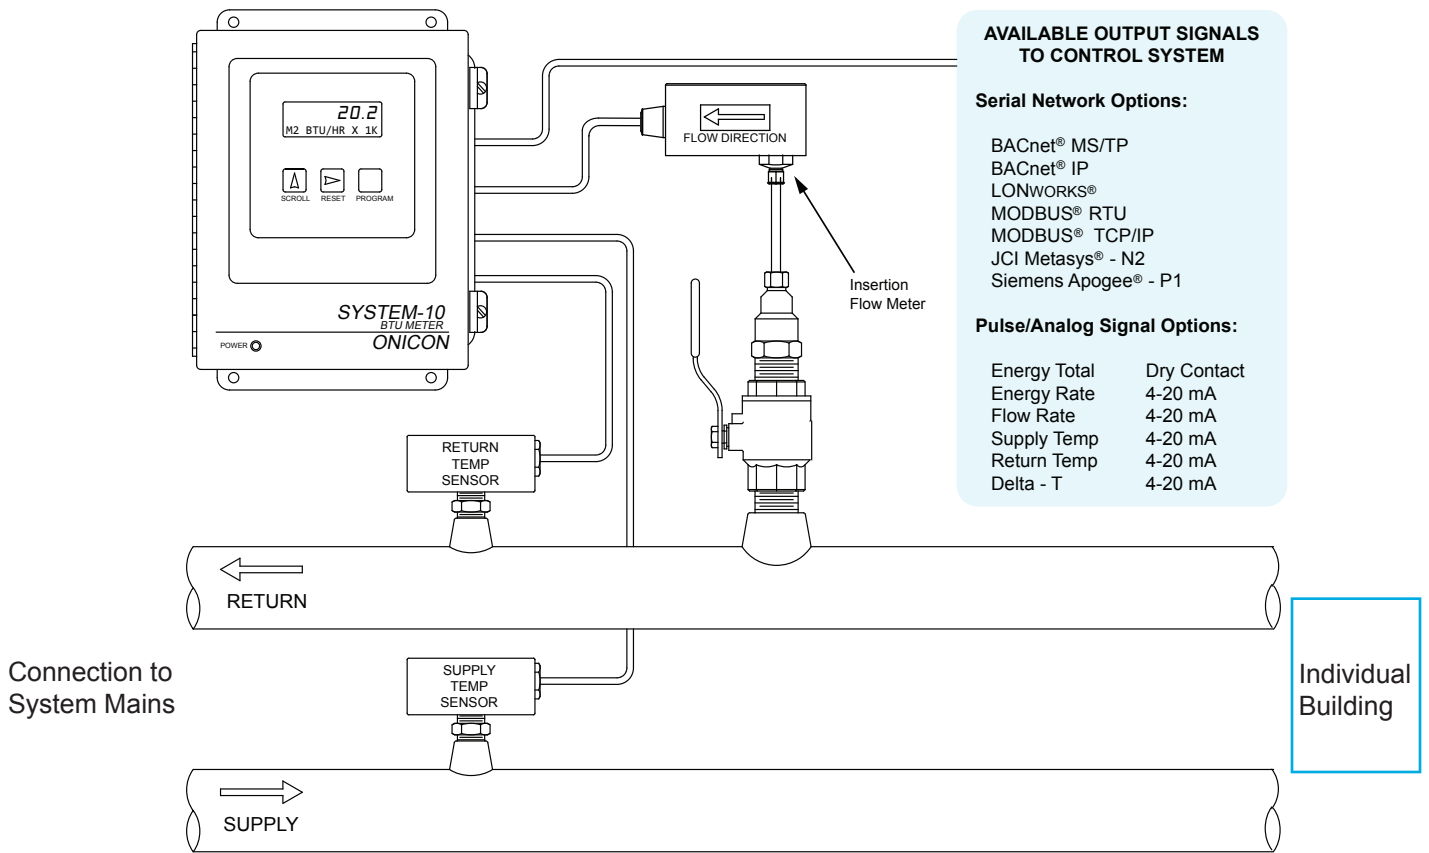 20.2
M2 BTU/HR X 1K
SCROLL RESET PROGRAM
SYSTEM-10
BTU METER
ONICON
POWER
FLOW DIRECTION
Insertion
Flow Meter
AVAILABLE OUTPUT SIGNALS
TO CONTROL SYSTEM
Serial Network Options:
BACnet® MS/TP
BACnet® IP
LONWORKS®
MODBUS® RTU
MODBUS® TCP/IP
JCI Metasys® - N2
Siemens Apogee® - P1
Pulse/Analog Signal Options:
Energy Total Dry Contact
Energy Rate 4-20 mA
Flow Rate 4-20 mA
Supply Temp 4-20 mA
Return Temp 4-20 mA
Delta - T 4-20 mA
RETURN
TEMP
SENSOR
RETURN
SUPPLY
TEMP
SENSOR
Connection to
System Mains
Individual
Building
SUPPLY